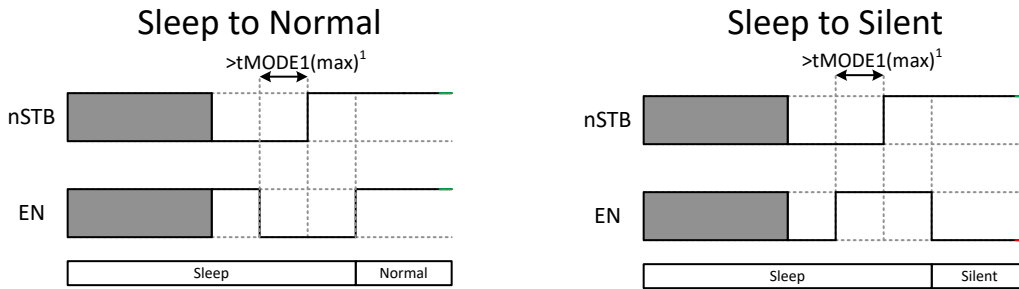 Sleep to Normal
>tMODE1(max)1
nSTB
EN
Sleep
Normal
Sleep to Silent
>tMODE1(max)1
nSTB
EN
Sleep
Silent